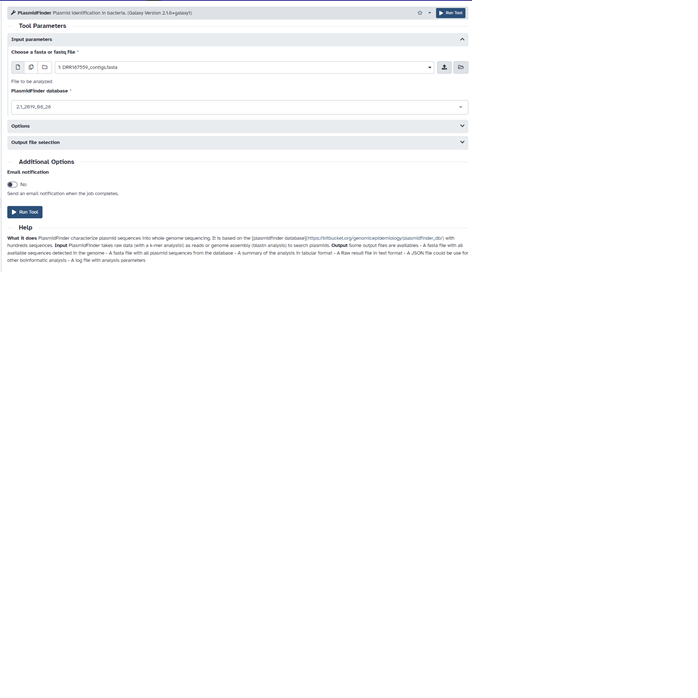 PlasmidFinder Plasmid identification in bacteria. (Galaxy Version 2.1.6+galaxy1)
Run Tool
Tool Parameters
Input parameters
Choose a fasta or fastq file *
1: DRR187559_contigs.fasta
File to be analyzed
PlasmidFinder database *
2.1_2019_08_28
Options
Output file selection
Additional Options
Email notification
No
Send an email notification when the job completes.
Run Tool
Help
What it does PlasmidFinder characterize plasmid sequences into whole genome sequencing. It is based on the [plasmidfinder database](https://bitbucket.org/genomicepidemiology/plasmidfinder_db/) with
hundreds sequences. Input PlasmidFinder takes raw data (with a k-mer analysis) as reads or genome assembly (blastn analysis) to search plasmids. Output Some output files are availables - A fasta file with all
available sequences detected in the genome - A fasta file with all plasmid sequences from the database - A summary of the analysis in tabular format - A Raw result file in text format - A JSON file could be use for
other boinformatic analysis - A log file with analysis parameters